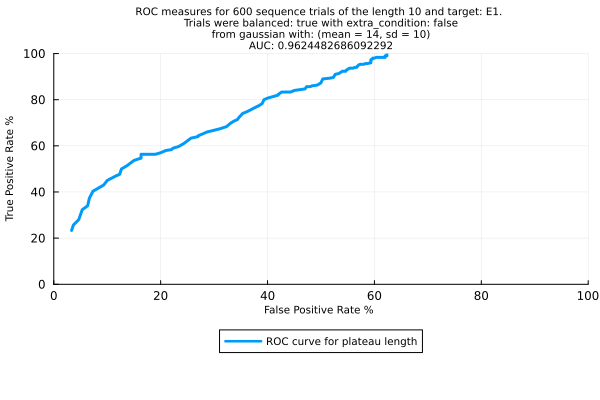 ROC measures for 600 sequence trials of the length 10 and target: E1.
Trials were balanced: true with extra_condition: false
from gaussian with: (mean = 14, sd = 10)
AUC: 0.9624482686092292
100
80
60
40
20
0
True Positive Rate %
0 20 40 60 80 100
False Positive Rate %
ROC curve for plateau length